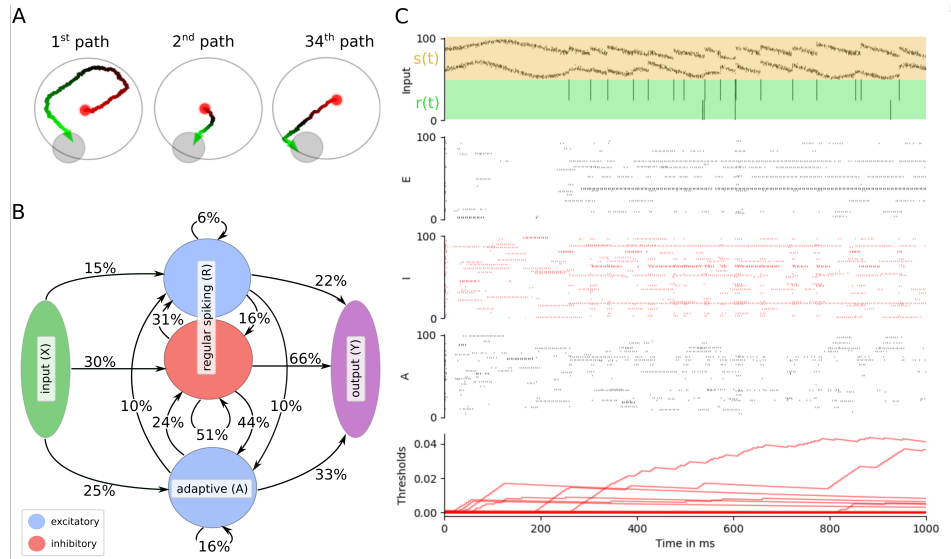 A
1st path
2nd path
34th path
B
6%
15%
22%
31%
16%
regular spiking (R)
input (X)
30%
66%
output (Y)
10%
10%
24%
44%
51%
25%
33%
adaptive (A)
16%
excitatory
inhibitory
C
100
s(t)
Input
r(t)
0
100
E
0
100
I
0
100
A
0
Thresholds
0.04
0.02
0.00
0
200
400
600
800
1000
Time in ms